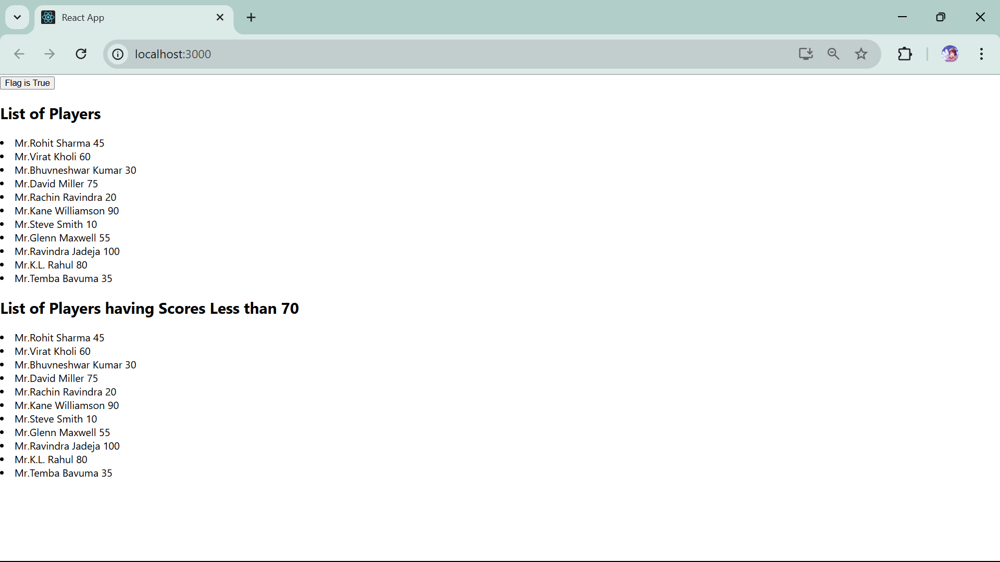 React App
localhost:3000
Flag is True
List of Players
Mr.Rohit Sharma 45
Mr.Virat Kholi 60
Mr.Bhuvneshwar Kumar 30
Mr.David Miller 75
Mr.Rachin Ravindra 20
Mr.Kane Williamson 90
Mr.Steve Smith 10
Mr.Glenn Maxwell 55
Mr.Ravindra Jadeja 100
Mr.K.L. Rahul 80
Mr.Temba Bavuma 35
List of Players having Scores Less than 70
Mr.Rohit Sharma 45
Mr.Virat Kholi 60
Mr.Bhuvneshwar Kumar 30
Mr.David Miller 75
Mr.Rachin Ravindra 20
Mr.Kane Williamson 90
Mr.Steve Smith 10
Mr.Glenn Maxwell 55
Mr.Ravindra Jadeja 100
Mr.K.L. Rahul 80
Mr.Temba Bavuma 35